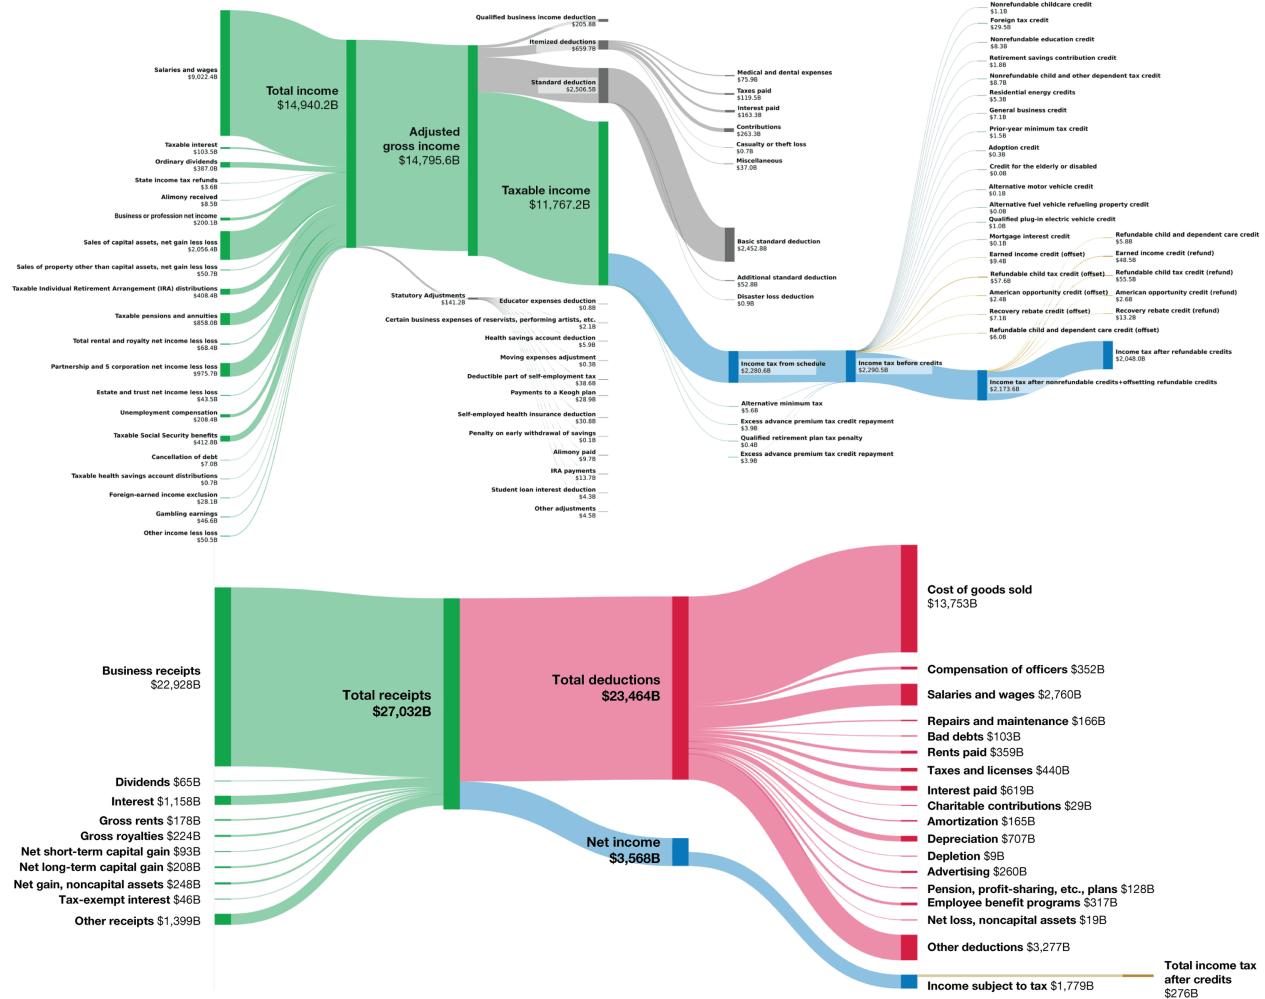 Salaries and wages
$9,022.4B
Taxable interest
$103.5B
Ordinary dividends
$387.0B
State income tax refunds
$3.6B
Alimony received
$8.5B
Business or profession net income
$200.1B
Sales of capital assets, net gain less loss
$2,056.4B
Sales of property other than capital assets, net gain less loss
$50.7B
Taxable Individual Retirement Arrangement (IRA) distributions
$408.4B
Taxable pensions and annuities
$858.0B
Total rental and royalty net income less loss
$68.4B
Partnership and S corporation net income less loss
$975.7B
Estate and trust net income less loss
$43.5B
Unemployment compensation
$208.4B
Taxable Social Security benefits
$412.8B
Cancellation of debt
$7.0B
Taxable health savings account distributions
$0.7B
Foreign-earned income exclusion
$28.1B
Gambling earnings
$46.6B
Other income less loss
$50.5B
Total income
$14,940.2B
Adjusted
gross income
$14,795.6B
Statutory Adjustments
$141.2B
Qualified business income deduction
$205.8B
Itemized deductions
$659.7B
Standard deduction
$2,506.5B
Taxable income
$11,767.2B
Educator expenses deduction
$0.8B
Certain business expenses of reservists, performing artists, etc.
$2.1B
Health savings account deduction
$5.9B
Moving expenses adjustment
$0.3B
Deductible part of self-employment tax
$38.6B
Payments to a Keogh plan
$28.9B
Self-employed health insurance deduction
$30.8B
Penalty on early withdrawal of savings
$0.1B
Alimony paid
$9.7B
IRA payments
$13.7B
Student loan interest deduction
$4.3B
Other adjustments
$4.5B
Medical and dental expenses
$75.9B
Taxes paid
$119.5B
Interest paid
$163.3B
Contributions
$263.3B
Casualty or theft loss
$0.7B
Miscellaneous
$37.0B
Basic standard deduction
$2,452.8B
Additional standard deduction
$52.8B
Disaster loss deduction
$0.9B
Income tax from schedule
$2,280.6B
Alternative minimum tax
$5.6B
Excess advance premium tax credit repayment
$3.9B
Qualified retirement plan tax penalty
$0.4B
Excess advance premium tax credit repayment
$3.9B
Income tax before credits
$2,290.5B
Nonrefundable childcare credit
$1.1B
Foreign tax credit
$29.5B
Nonrefundable education credit
$8.3B
Retirement savings contribution credit
$1.8B
Nonrefundable child and other dependent tax credit
$8.7B
Residential energy credits
$5.3B
General business credit
$7.1B
Prior-year minimum tax credit
$1.5B
Adoption credit
$0.3B
Credit for the elderly or disabled
$0.0B
Alternative motor vehicle credit
$0.1B
Alternative fuel vehicle refueling property credit
$0.0B
Qualified plug-in electric vehicle credit
$1.0B
Mortgage interest credit
$0.1B
Earned income credit (offset)
$9.4B
Refundable child tax credit (offset)
$57.6B
American opportunity credit (offset)
$2.4B
Recovery rebate credit (offset)
$7.1B
Refundable child and dependent care credit (offset)
$6.0B
Income tax after nonrefundable credits+offsetting refundable credits
$2,173.6B
Refundable child and dependent care credit
$5.8B
Earned income credit (refund)
$48.5B
Refundable child tax credit (refund)
$55.5B
American opportunity credit (refund)
$2.6B
Recovery rebate credit (refund)
$13.2B
Income tax after refundable credits
$2,048.0B
Business receipts
$22,928B
Dividends $65B
Interest $1,158B
Gross rents $178B
Gross royalties $224B
Net short-term capital gain $93B
Net long-term capital gain $208B
Net gain, noncapital assets $248B
Tax-exempt interest $46B
Other receipts $1,399B
Total receipts
$27,032B
Total deductions
$23,464B
Net income
$3,568B
Cost of goods sold
$13,753B
Compensation of officers $352B
Salaries and wages $2,760B
Repairs and maintenance $166B
Bad debts $103B
Rents paid $359B
Taxes and licenses $440B
Interest paid $619B
Charitable contributions $29B
Amortization $165B
Depreciation $707B
Depletion $9B
Advertising $260B
Pension, profit-sharing, etc., plans $128B
Employee benefit programs $317B
Net loss, noncapital assets $19B
Other deductions $3,277B
Income subject to tax $1,779B
Total income tax
after credits
$276B